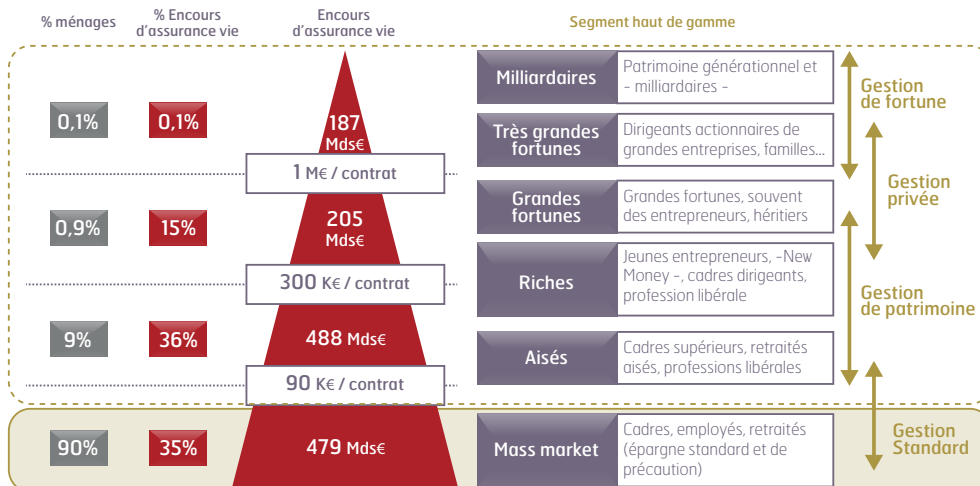 % ménages
% Encours
d'assurance vie
Encours
d'assurance vie
Segment haut de gamme
0,1%
0,1%
187
Mds€
1 M€ / contrat
0,9%
15%
205
Mds€
300 K€ / contrat
9%
36%
488 Mds€
90 K€ / contrat
90%
35%
479 Mds€
Milliardaires
Patrimoine générationnel et
- milliardaires -
Très grandes
fortunes
Dirigeants actionnaires de
grandes entreprises, familles...
Grandes
fortunes
Grandes fortunes, souvent
des entrepreneurs, héritiers
Riches
Jeunes entrepreneurs, -New
Money -, cadres dirigeants,
profession libérale
Aisés
Cadres supérieurs, retraités
aisés, professions libérales
Mass market
Cadres, employés, retraités
(épargne standard et de
précaution)
Gestion
de fortune
Gestion
privée
Gestion
de patrimoine
Gestion
Standard